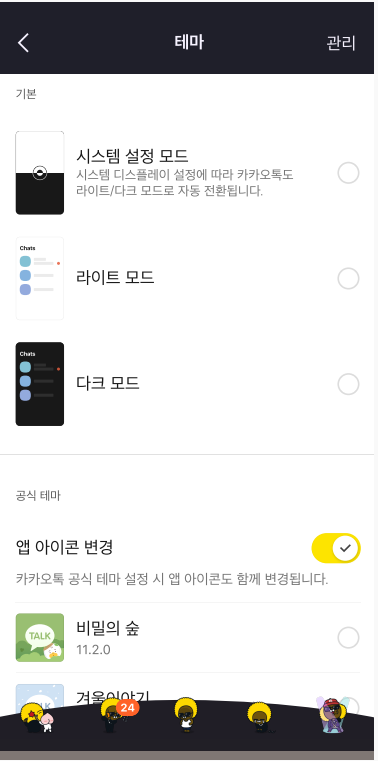 테마
관리
기본
시스템 설정 모드
시스템 디스플레이 설정에 따라 카카오톡도
라이트/다크 모드로 자동 전환됩니다.
Chats
라이트 모드
Chats
다크 모드
공식 테마
앱 아이콘 변경
카카오톡 공식 테마 설정 시 앱 아이콘도 함께 변경됩니다.
TALK
비밀의 숲
11.2.0
TALK
겨울이야기
24